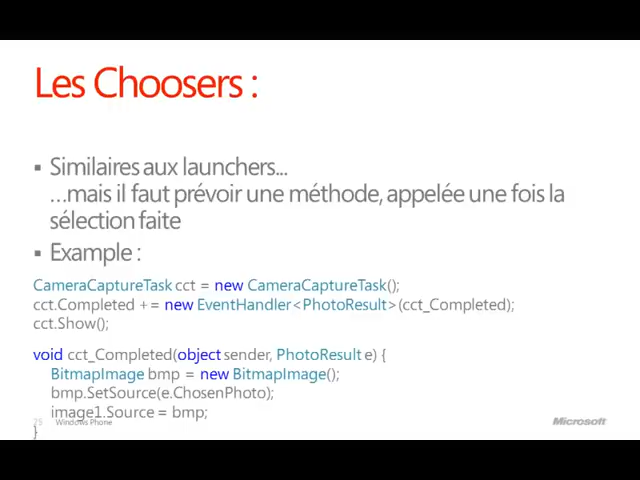 Les Choosers :
▪ Similaires aux launchers...
…mais il faut prévoir une méthode, appelée une fois la
sélection faite
▪ Example :
CameraCaptureTask cct = new CameraCaptureTask();
cct.Completed += new EventHandler<PhotoResult>(cct_Completed);
cct.Show();
void cct_Completed(object sender, PhotoResult e) {
BitmapImage bmp = new BitmapImage();
bmp.SetSource(e.ChosenPhoto);
image1.Source = bmp;
}
25 Windows Phone
Microsoft